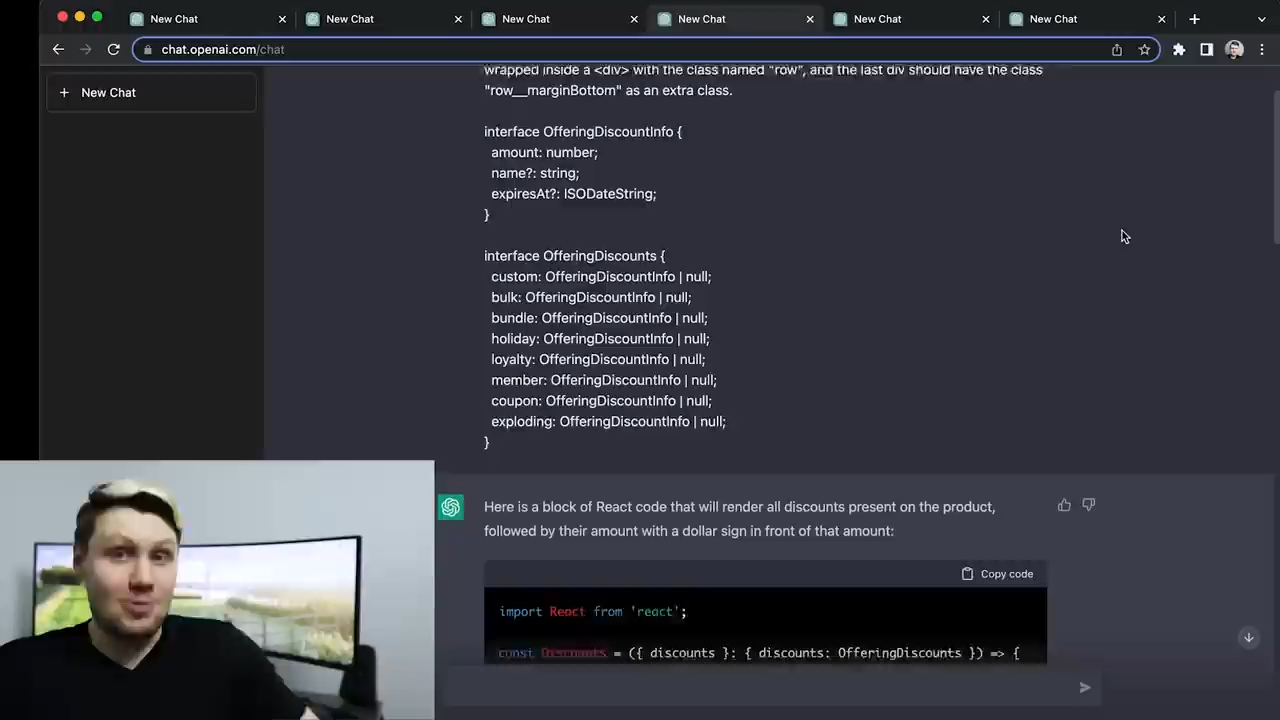 New Chat
New Chat
New Chat
New Chat
New Chat
New Chat
chat.openai.com/chat
+ New Chat
wrapped inside a <div> with the class named "row", and the last div should have the class
"row__marginBottom" as an extra class.
interface OfferingDiscountInfo {
amount: number;
name?: string;
expiresAt?: ISODateString;
}
interface OfferingDiscounts {
custom: OfferingDiscountInfo | null;
bulk: OfferingDiscountInfo | null;
bundle: OfferingDiscountInfo | null;
holiday: OfferingDiscountInfo | null;
loyalty: OfferingDiscountInfo | null;
member: OfferingDiscountInfo | null;
coupon: OfferingDiscountInfo | null;
exploding: OfferingDiscountInfo | null;
}
Here is a block of React code that will render all discounts present on the product,
followed by their amount with a dollar sign in front of that amount:
Copy code
import React from 'react';
const Discounts = ({ discounts }: { discounts: OfferingDiscounts }) => {